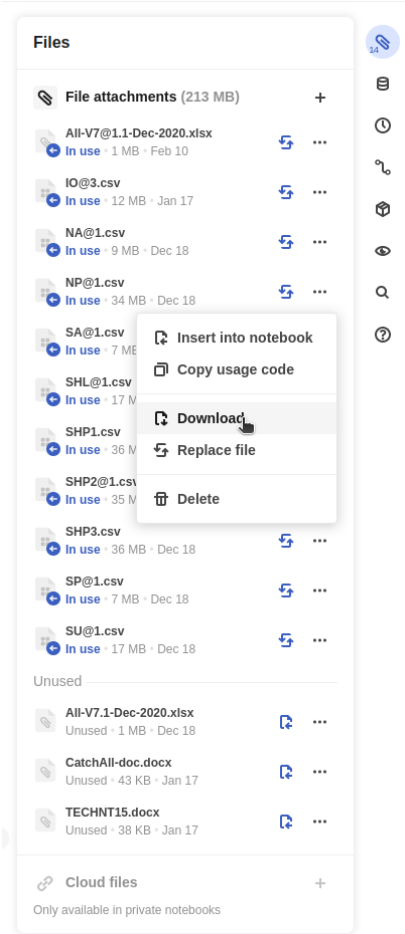 Files
14
File attachments (213 MB)
All-V7@1.1-Dec-2020.xlsx
In use • 1 MB • Feb 10
IO@3.csv
In use • 12 MB • Jan 17
NA@1.csv
In use • 9 MB • Dec 18
NP@1.csv
In use • 34 MB • Dec 18
SA@1.csv
In use • 7 MB
SHL@1.csv
In use • 17 M
SHP1.csv
In use • 36 M
SHP2@1.csv
In use • 35 M
Insert into notebook
Copy usage code
Download
Replace file
Delete
SHP3.csv
In use • 36 MB • Dec 18
SP@1.csv
In use • 7 MB • Dec 18
SU@1.csv
In use • 17 MB • Dec 18
Unused
All-V7.1-Dec-2020.xlsx
Unused • 1 MB • Dec 18
CatchAll-doc.docx
Unused • 43 KB • Jan 17
TECHNT15.docx
Unused • 38 KB • Jan 17
Cloud files
Only available in private notebooks